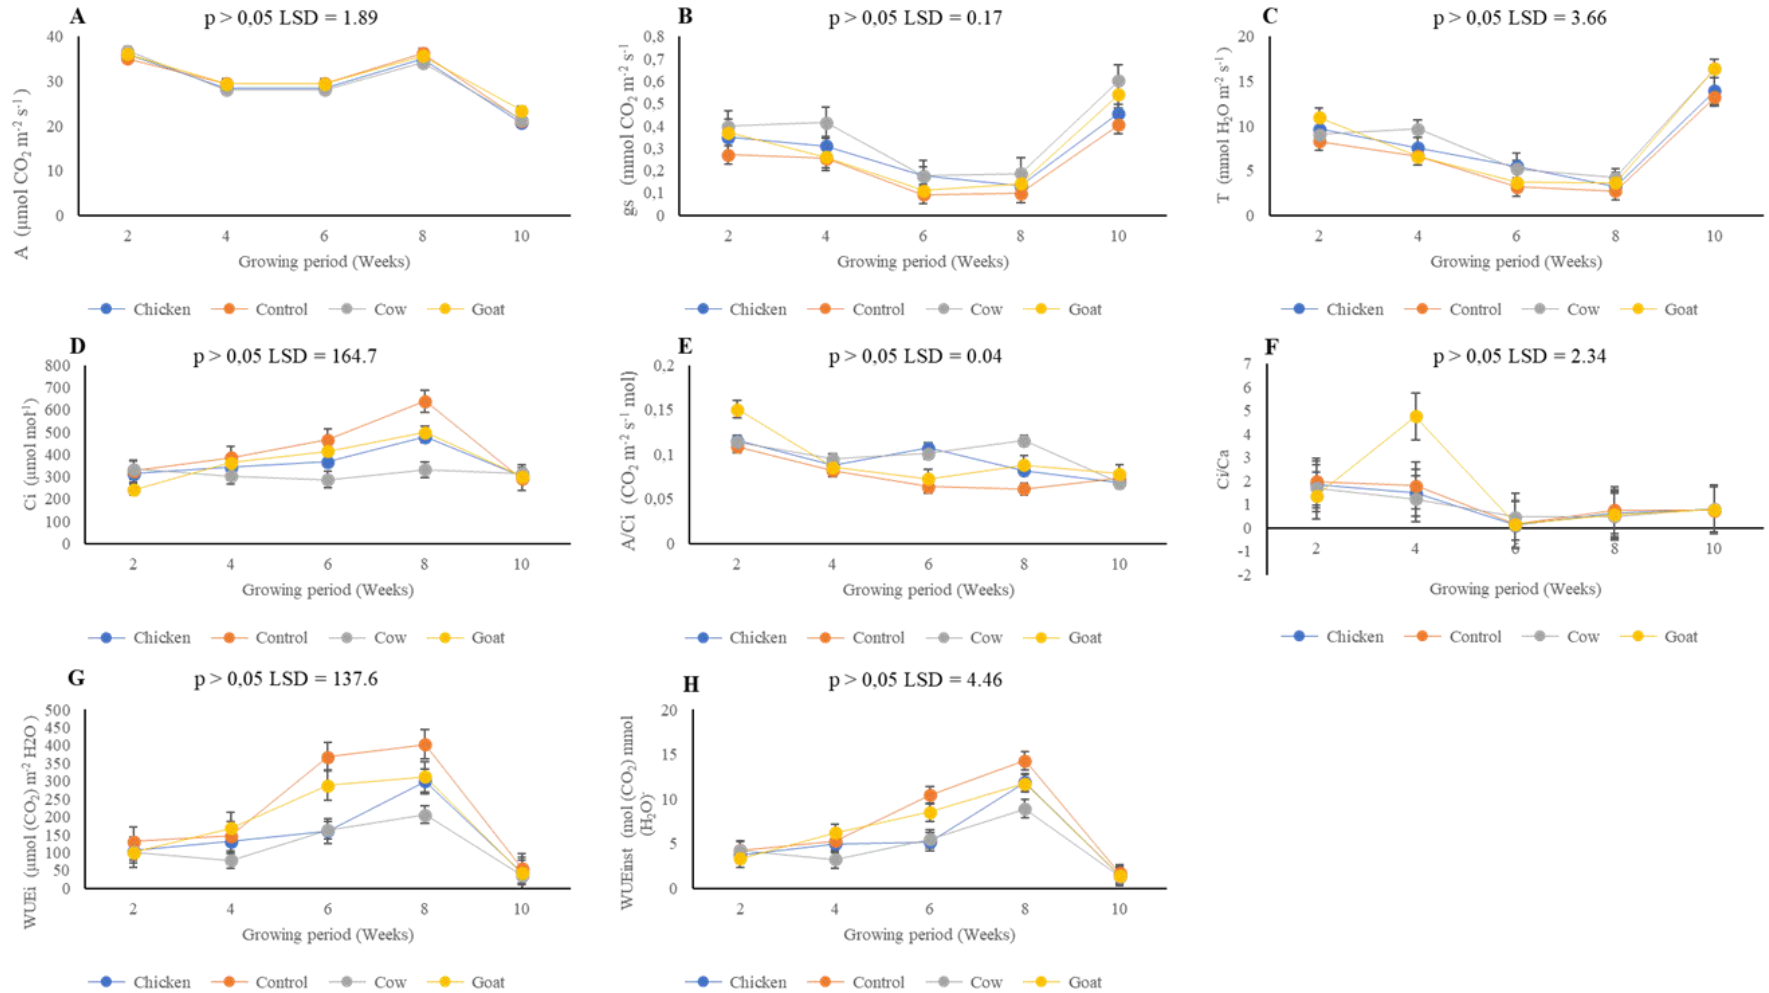 A
p > 0,05 LSD = 1.89
40
30
20
10
0
A (µmol CO₂ m⁻² s⁻¹ )
2 4 6 8 10
Growing period (Weeks)
Chicken Control Cow Goat
B
p > 0,05 LSD = 0.17
0,8
0,7
0,6
0,5
0,4
0,3
0,2
0,1
0
gs (mmol CO₂ m⁻² s⁻¹
2 4 6 8 10
Growing period (Weeks)
Chicken Control Cow Goat
C
p > 0,05 LSD = 3.66
20
15
10
5
0
T (mmol H₂O m⁻² s⁻¹ )
2 4 6 8 10
Growing period (Weeks)
Chicken Control Cow Goat
D
p > 0,05 LSD = 164.7
800
700
600
500
400
300
200
100
0
Ci (µmol mol¹)
2 4 6 8 10
Growing period (Weeks)
Chicken Control Cow Goat
E
p > 0,05 LSD = 0.04
0,2
0,15
0,1
0,05
0
A/Ci (CO₂ m⁻² s⁻¹ mol)
2 4 6 8 10
Growing period (Weeks)
Chicken Control Cow Goat
F
p > 0,05 LSD = 2.34
7
6
5
4
3
2
1
0
-1
-2
Ci/Ca
2 4 6 8 10
Growing period (Weeks)
Chicken Control Cow Goat
G
p > 0,05 LSD = 137.6
500
450
400
350
300
250
200
150
100
50
0
WUEi (µmol (CO₂) m⁻² H2O )
2 4 6 8 10
Growing period (Weeks)
Chicken Control Cow Goat
H
p > 0,05 LSD = 4.46
20
15
10
5
0
WUEinst (mol (CO₂) mmol
(H₂O)⁻
2 4 6 8 10
Growing period (Weeks)
Chicken Control Cow Goat